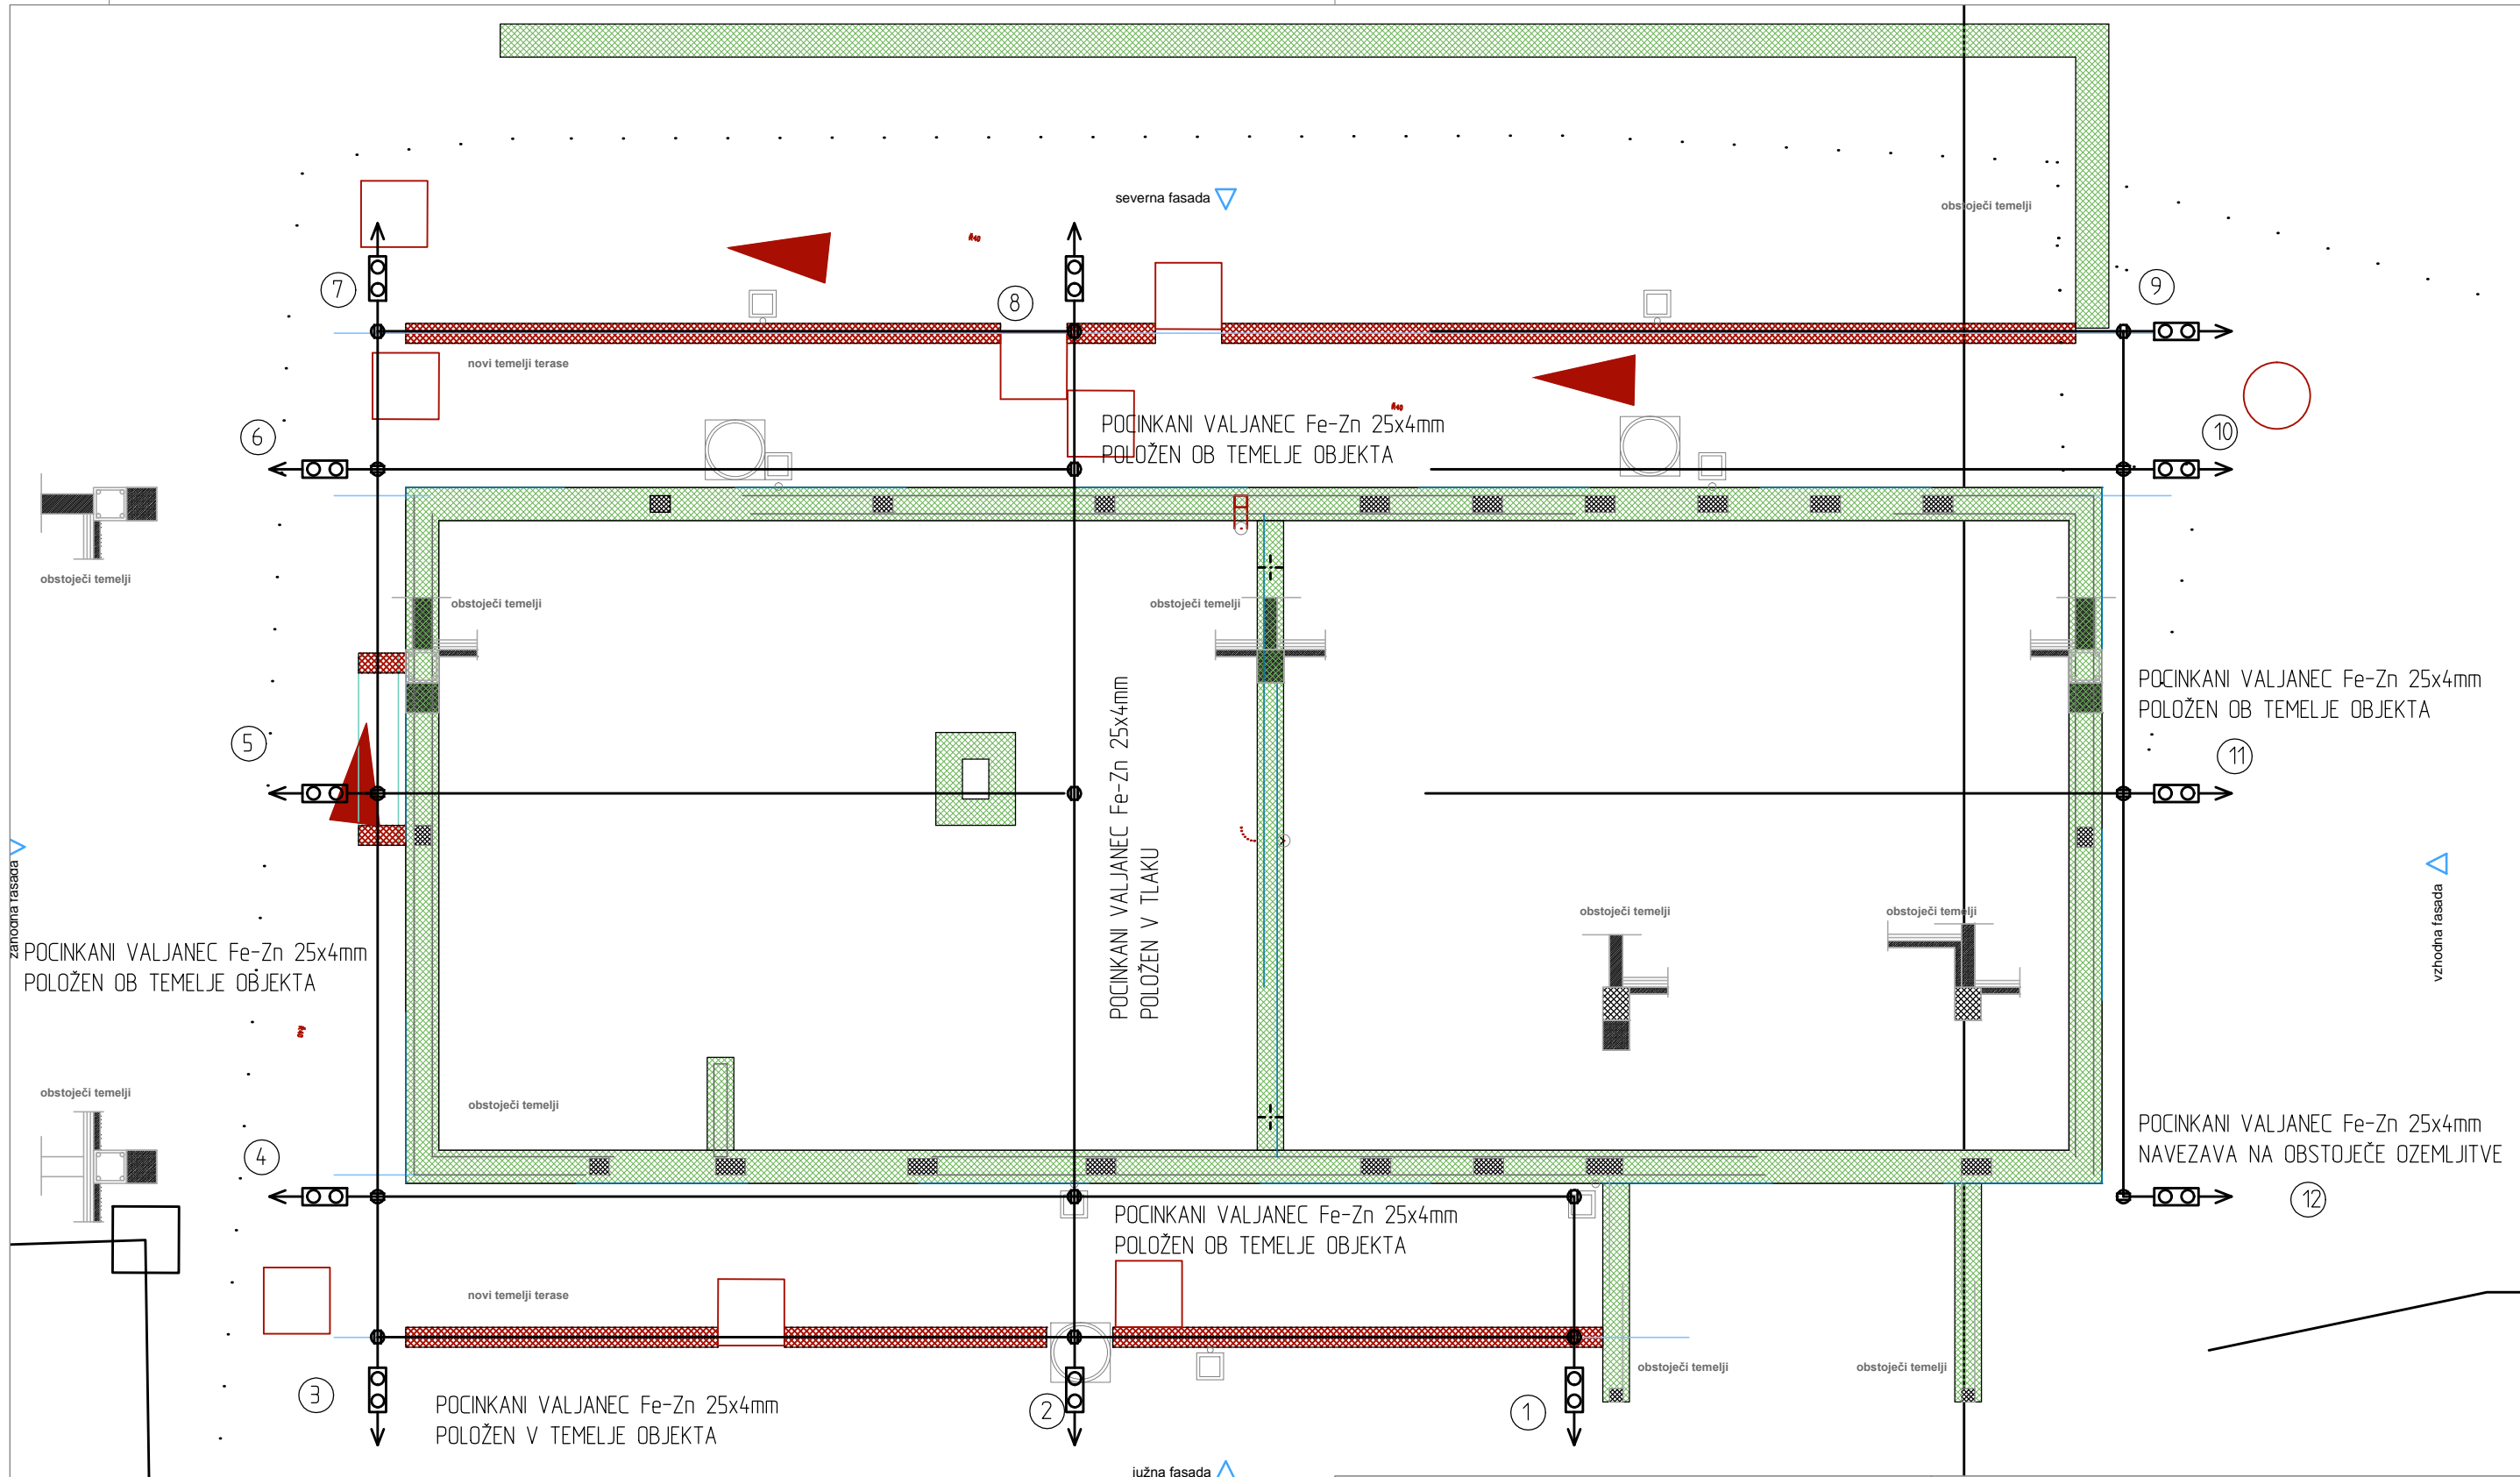 severna fasada
obstoječi temelji
7
8
9
novi temelji terase
6
POCINKANI VALJANEC Fe-Zn 25x4mm
POLOŽEN OB TEMELJE OBJEKTA
10
obstoječi temelji
obstoječi temelji
obstoječi temelji
5
POCINKANI VALJANEC Fe-Zn 25x4mm
POLOŽEN V TLAKU
POCINKANI VALJANEC Fe-Zn 25x4mm
POLOŽEN OB TEMELJE OBJEKTA
11
zahodna fasada
vzhodna fasada
obstoječi temelji
obstoječi temelji
POCINKANI VALJANEC Fe-Zn 25x4mm
POLOŽEN OB TEMELJE OBJEKTA
obstoječi temelji
obstoječi temelji
4
POCINKANI VALJANEC Fe-Zn 25x4mm
NAVEZAVA NA OBSTOJEČE OZEMLJITVE
12
POCINKANI VALJANEC Fe-Zn 25x4mm
POLOŽEN OB TEMELJE OBJEKTA
novi temelji terase
obstoječi temelji
obstoječi temelji
3
POCINKANI VALJANEC Fe-Zn 25x4mm
POLOŽEN V TEMELJE OBJEKTA
2
1
južna fasada